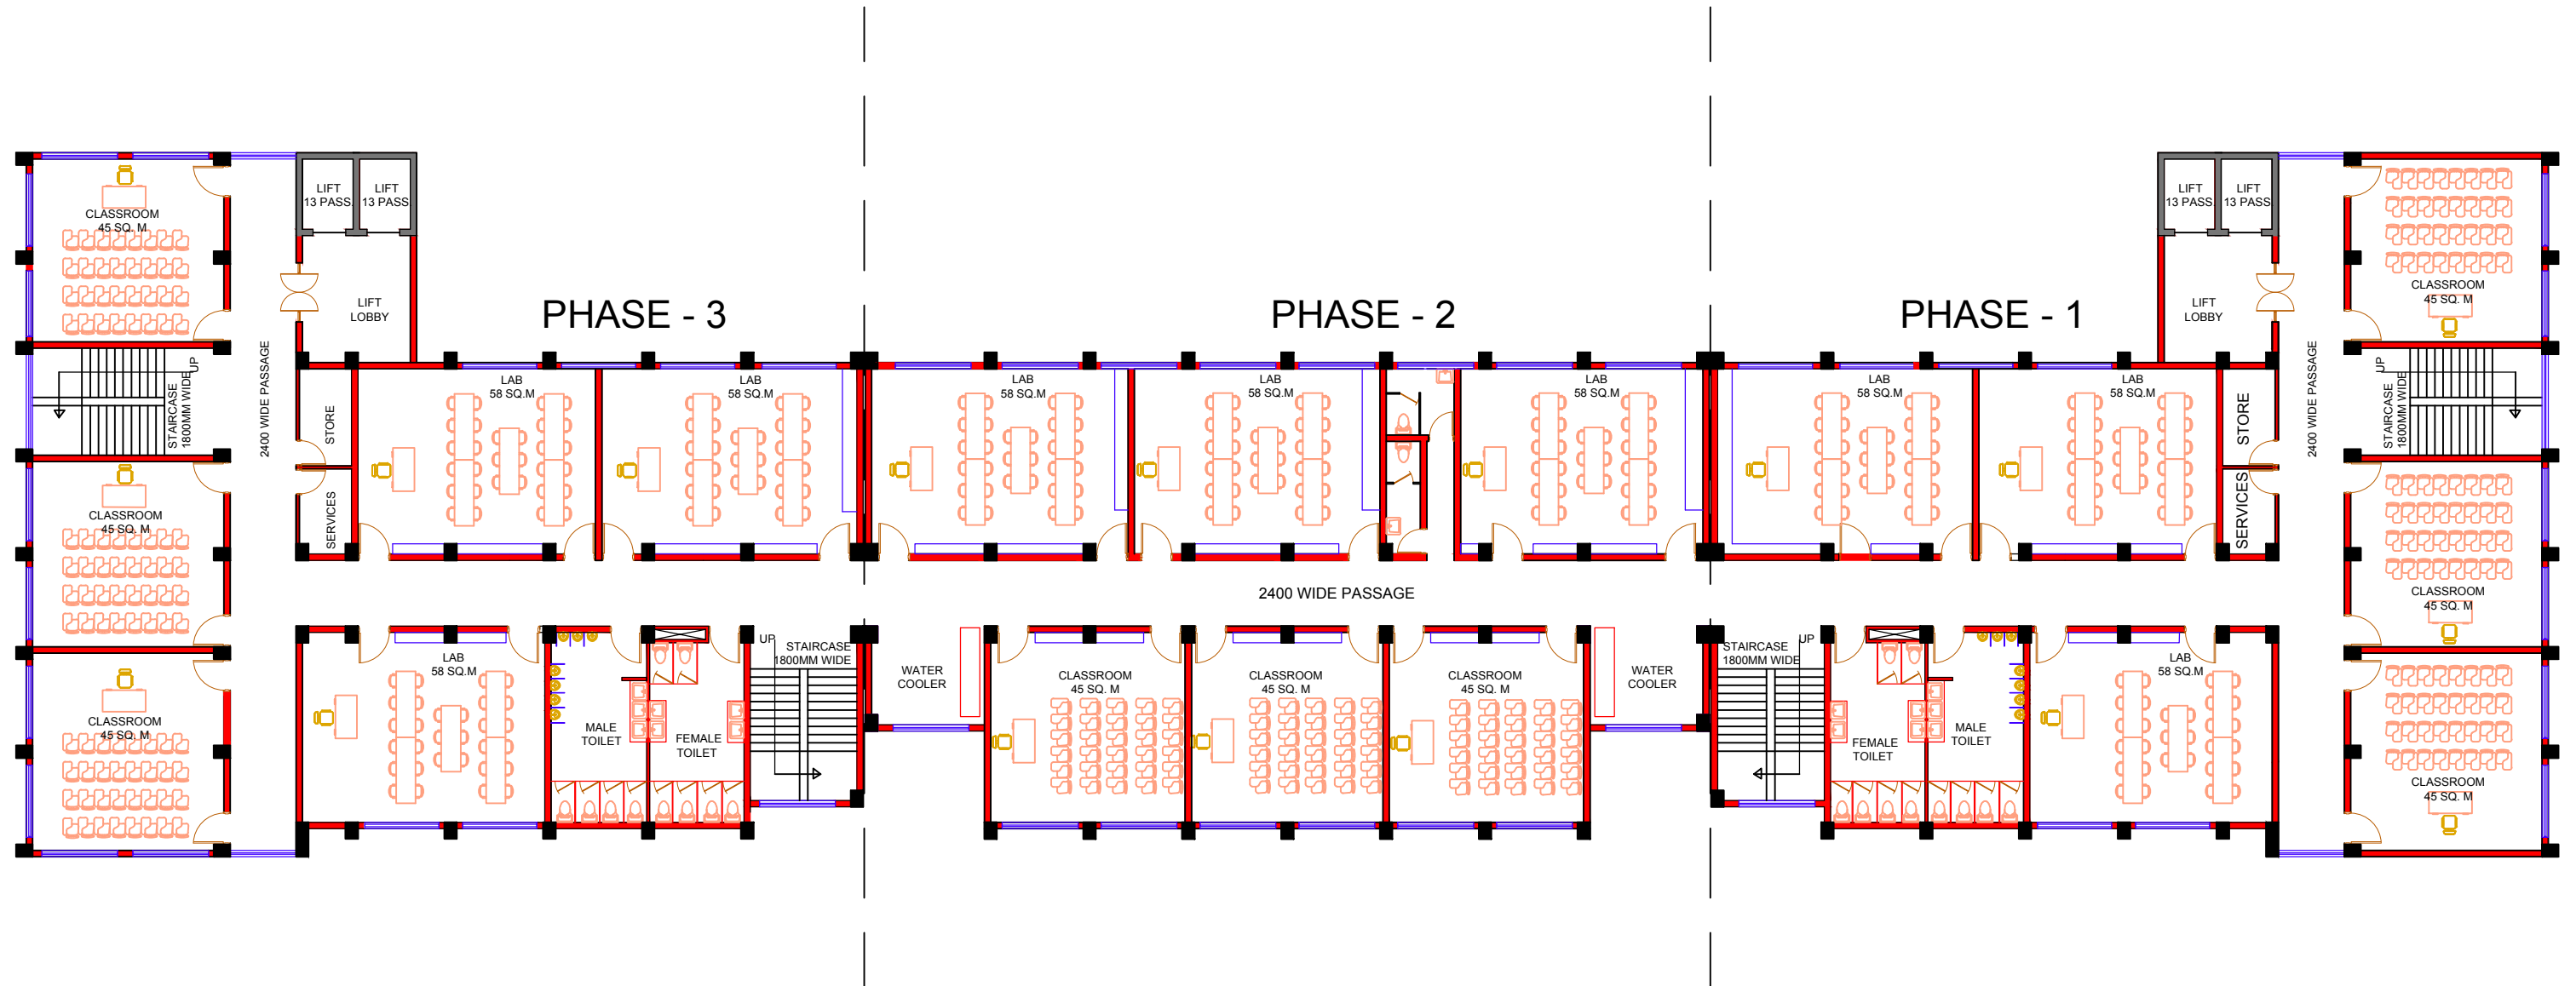 LIFT
13 PASS.
LIFT
13 PASS.
LIFT
13 PASS.
LIFT
13 PASS.
CLASSROOM
45 SQ. M
CLASSROOM
45 SQ. M
LIFT
LOBBY
PHASE - 3
PHASE - 2
PHASE - 1
LIFT
LOBBY
STAIRCASE
1800MM WIDE
UP
2400 WIDE PASSAGE
STORE
SERVICES
LAB
58 SQ.M
LAB
58 SQ.M
LAB
58 SQ.M
LAB
58 SQ.M
LAB
58 SQ.M
LAB
58 SQ.M
LAB
58 SQ.M
STORE
SERVICES
2400 WIDE PASSAGE
STAIRCASE
1800MM WIDE
UP
CLASSROOM
45 SQ. M
CLASSROOM
45 SQ. M
2400 WIDE PASSAGE
LAB
58 SQ.M
MALE
TOILET
FEMALE
TOILET
UP
STAIRCASE
1800MM WIDE
WATER
COOLER
CLASSROOM
45 SQ. M
CLASSROOM
45 SQ. M
CLASSROOM
45 SQ. M
WATER
COOLER
STAIRCASE
1800MM WIDE
UP
FEMALE
TOILET
MALE
TOILET
LAB
58 SQ.M
CLASSROOM
45 SQ. M
CLASSROOM
45 SQ. M